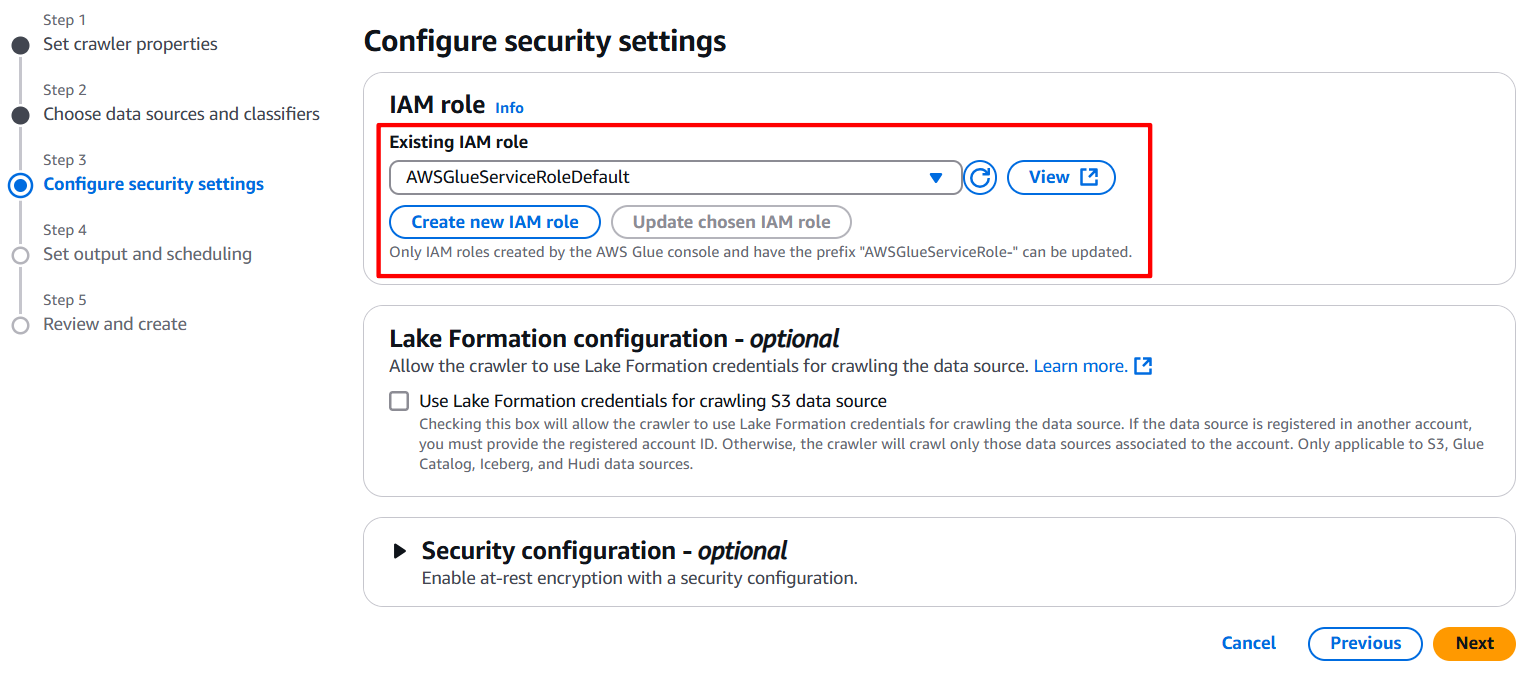 Step 1
Set crawler properties
Step 2
Choose data sources and classifiers
Step 3
Configure security settings
Step 4
Set output and scheduling
Step 5
Review and create
Configure security settings
IAM role Info
Existing IAM role
AWSGlueServiceRoleDefault
View
Create new IAM role
Update chosen IAM role
Only IAM roles created by the AWS Glue console and have the prefix "AWSGlueServiceRole-" can be updated.
Lake Formation configuration - optional
Allow the crawler to use Lake Formation credentials for crawling the data source. Learn more.
Use Lake Formation credentials for crawling S3 data source
Checking this box will allow the crawler to use Lake Formation credentials for crawling the data source. If the data source is registered in another account,
you must provide the registered account ID. Otherwise, the crawler will crawl only those data sources associated to the account. Only applicable to S3, Glue
Catalog, Iceberg, and Hudi data sources.
Security configuration - optional
Enable at-rest encryption with a security configuration.
Cancel
Previous
Next